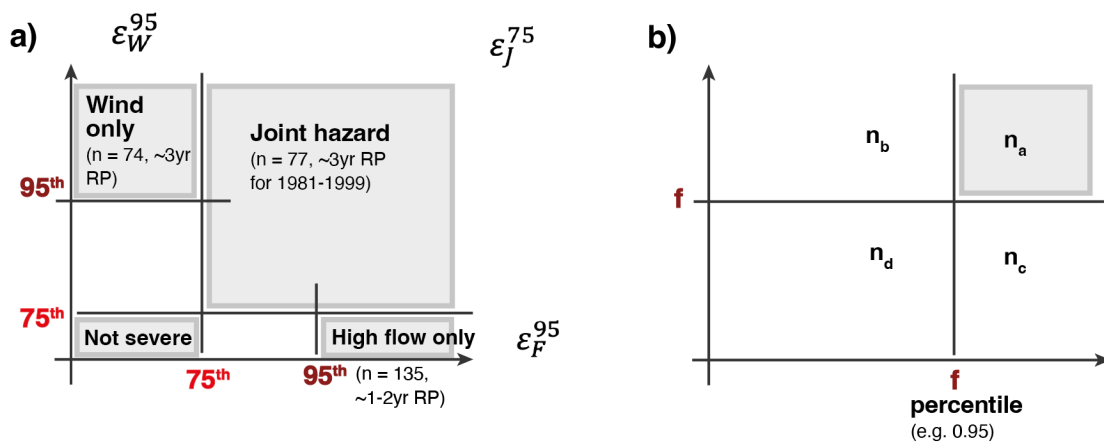 a)
ε_W^95
ε_J^75
Wind
only
(n = 74, ~3yr
RP)
Joint hazard
(n = 77, ~3yr RP
for 1981-1999)
95th
75th
Not severe
High flow only
ε_F^95
75th
95th
(n = 135,
~1-2yr RP)
b)
n_b
n_a
f
n_d
n_c
f
percentile
(e.g. 0.95)